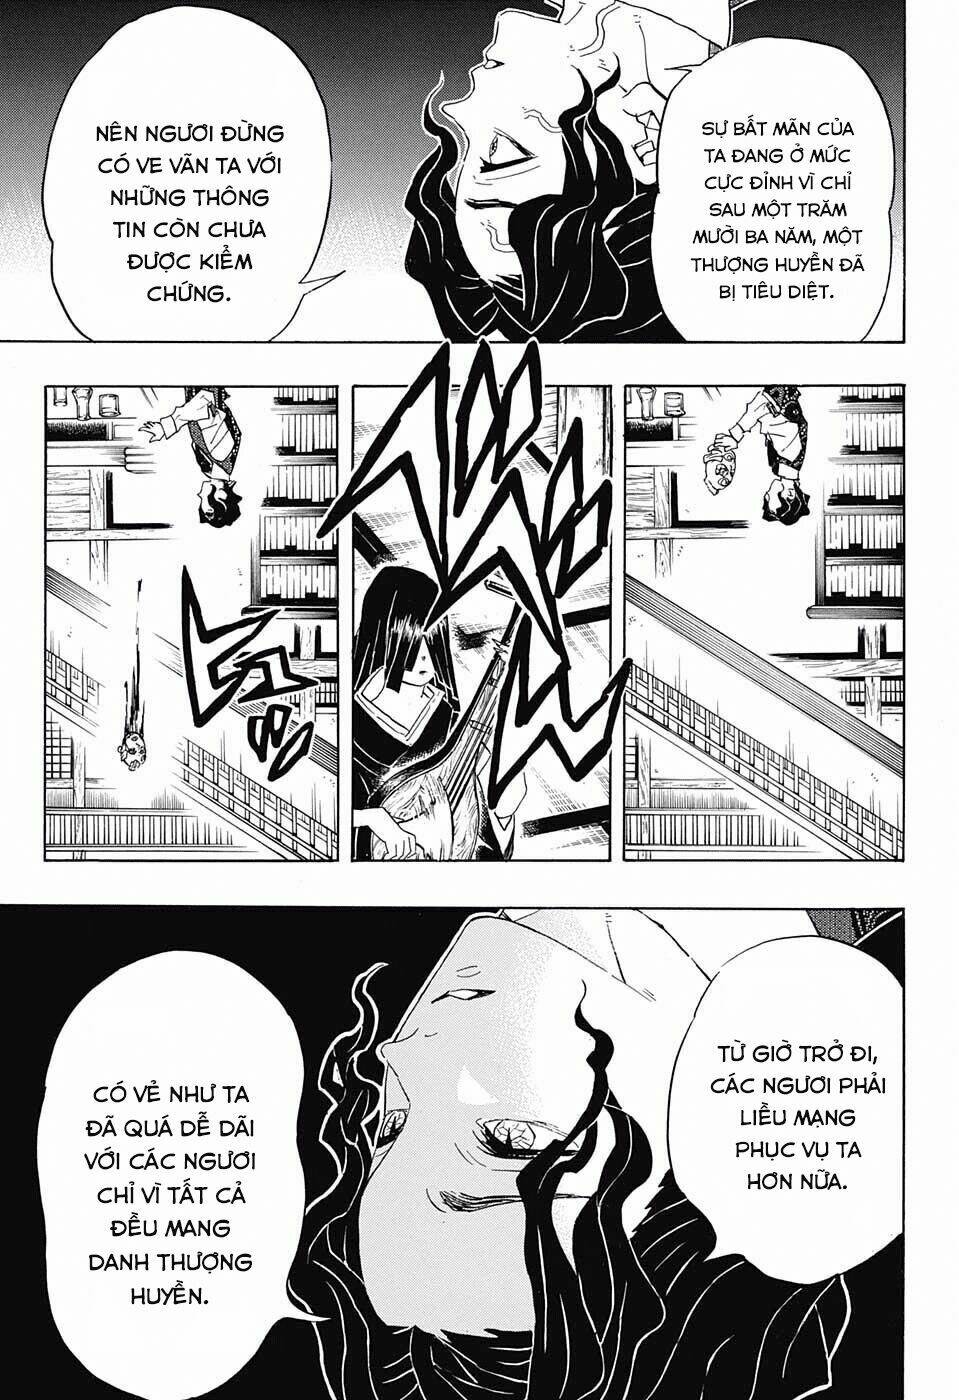 SỰ BẤT MÃN CỦA
TA ĐANG Ở MỨC
CỰC ĐỈNH VÌ CHỈ
SAU MỘT TRĂM
MƯỜI BA NĂM, MỘT
THƯỢNG HUYỀN ĐÃ
BỊ TIÊU DIỆT.
NÊN NGƯƠI ĐỪNG
CÓ VE VÃN TA VỚI
NHỮNG THÔNG
TIN CÒN CHƯA
ĐƯỢC KIỂM
CHỨNG.
TỪ GIỜ TRỞ ĐI,
CÁC NGƯƠI PHẢI
LIỀU MẠNG
PHỤC VỤ TA
HƠN NỮA.
CÓ VẺ NHƯ TA
ĐÃ QUÁ DỄ DÃI
VỚI CÁC NGƯƠI
CHỈ VÌ TẤT CẢ
ĐỀU MANG
DANH THƯỢNG
HUYỀN.